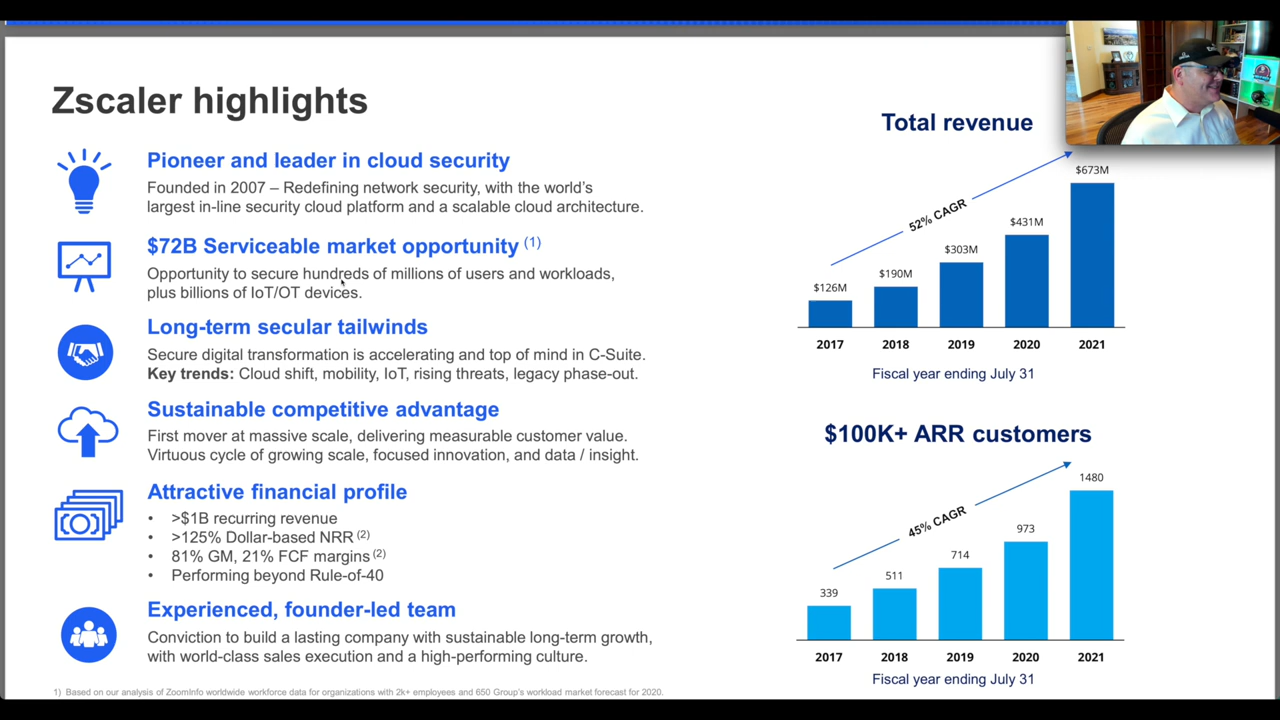 Zscaler highlights
Pioneer and leader in cloud security
Founded in 2007 – Redefining network security, with the world's
largest in-line security cloud platform and a scalable cloud architecture.
$72B Serviceable market opportunity (1)
Opportunity to secure hundreds of millions of users and workloads,
plus billions of IoT/OT devices.
Long-term secular tailwinds
Secure digital transformation is accelerating and top of mind in C-Suite.
Key trends: Cloud shift, mobility, IoT, rising threats, legacy phase-out.
Sustainable competitive advantage
First mover at massive scale, delivering measurable customer value.
Virtuous cycle of growing scale, focused innovation, and data / insight.
Attractive financial profile
• >$1B recurring revenue
• >125% Dollar-based NRR (2)
• 81% GM, 21% FCF margins (2)
• Performing beyond Rule-of-40
Experienced, founder-led team
Conviction to build a lasting company with sustainable long-term growth,
with world-class sales execution and a high-performing culture.
1) Based on our analysis of ZoomInfo worldwide workforce data for organizations with 2k+ employees and 650 Group's workload market forecast for 2020.
Total revenue
52% CAGR
$126M $190M $303M $431M $673M
2017 2018 2019 2020 2021
Fiscal year ending July 31
$100K+ ARR customers
45% CAGR
339 511 714 973 1480
2017 2018 2019 2020 2021
Fiscal year ending July 31